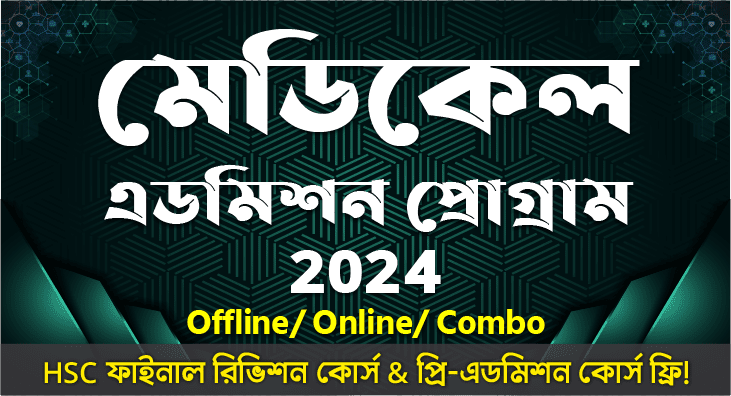 মেডিকেল
এডমিশন প্রোগ্রাম
2024
Offline/ Online/ Combo
HSC ফাইনাল রিভিশন কোর্স & প্রি-এডমিশন কোর্স ফ্রি!